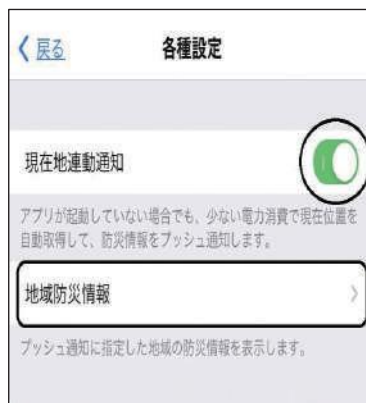 戻る
各種設定
現在地連動通知
アプリが起動していない場合でも、少ない電力消費で現在位置を
自動取得して、防災情報をプッシュ通知します。
地域防災情報
プッシュ通知に指定した地域の防災情報を表示します。